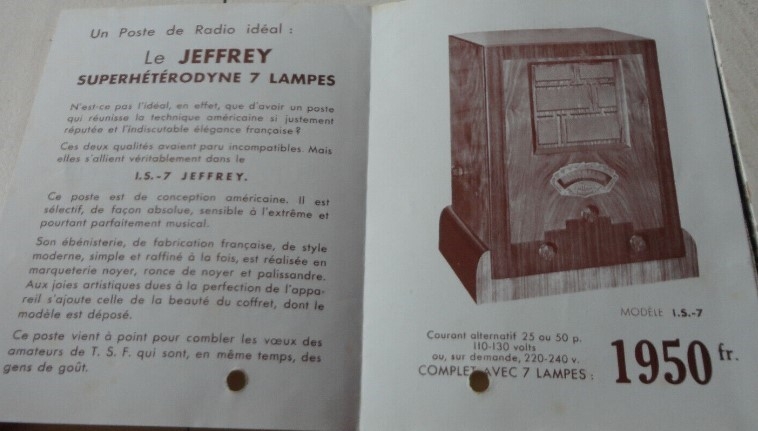 Un Poste de Radio idéal :
Le JEFFREY
SUPERHÉTÉRODYNE 7 LAMPES
N'est-ce pas l'idéal, en effet, que d'avoir un poste
qui réunisse la technique américaine si justement
réputée et l'indiscutable élégance française ?
Ces deux qualités avaient paru incompatibles. Mais
elles s'allient véritablement dans le
I.S.-7 JEFFREY.
Ce poste est de conception américaine. Il est
sélectif, de façon absolue, sensible à l'extrême et
pourtant parfaitement musical.
Son ébénisterie, de fabrication française, de style
moderne, simple et raffiné à la fois, est réalisée en
marqueterie noyer, ronce de noyer et palissandre.
Aux joies artistiques dues à la perfection de l'appa-
reil s'ajoute celle de la beauté du coffret, dont le
modèle est déposé.
Ce poste vient à point pour combler les vœux des
amateurs de T. S. F. qui sont, en même temps, des
gens de goût.
MODÈLE I.S.-7
Courant alternatif 25 ou 50 p.
110-130 volts
ou, sur demande, 220-240 v.
COMPLET AVEC 7 LAMPES :
1950 fr.